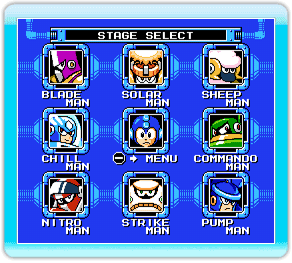 STAGE SELECT
BLADE MAN
SOLAR MAN
SHEEP MAN
CHILL MAN
⊖ → MENU
COMMANDO MAN
NITRO MAN
STRIKE MAN
PUMP MAN